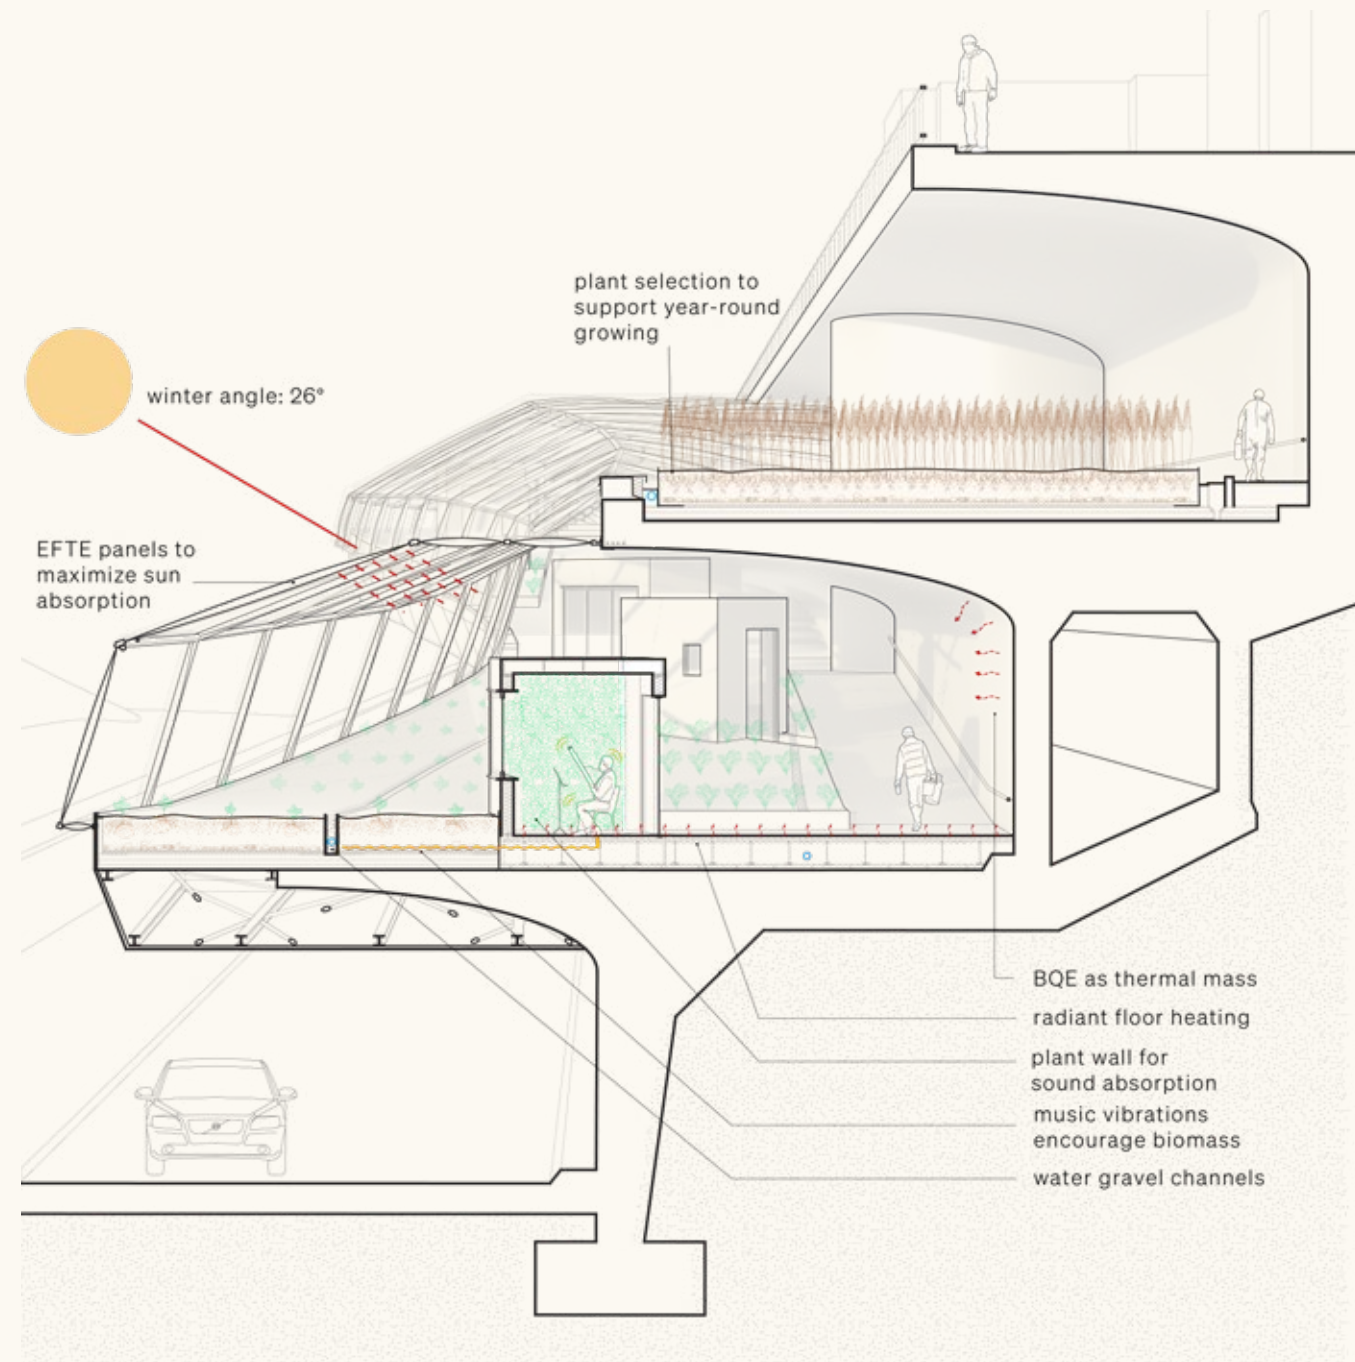 plant selection to
support year-round
growing
winter angle: 26°
EFTE panels to
maximize sun
absorption
BQE as thermal mass
radiant floor heating
plant wall for
sound absorption
music vibrations
encourage biomass
water gravel channels